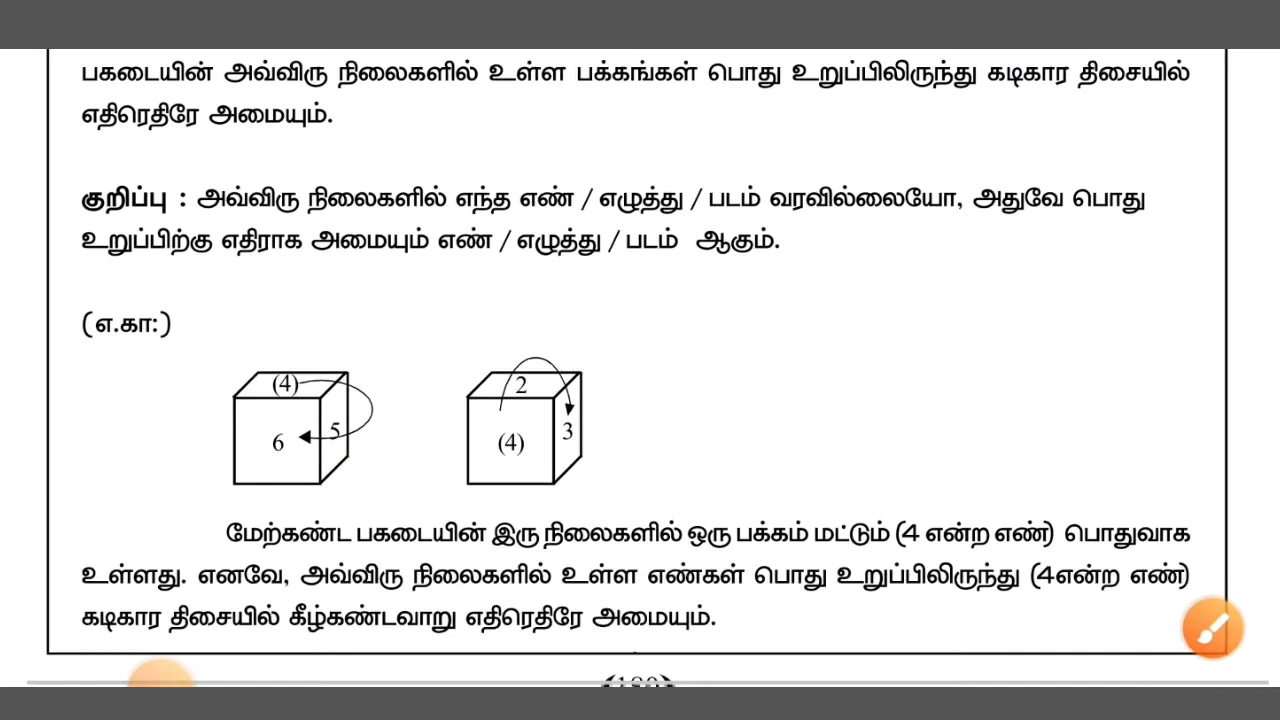 பகடையின் அவ்விரு நிலைகளில் உள்ள பக்கங்கள் பொது உறுப்பிலிருந்து கடிகார திசையில்
எதிரெதிரே அமையும்.
குறிப்பு : அவ்விரு நிலைகளில் எந்த எண் / எழுத்து / படம் வரவில்லையோ, அதுவே பொது
உறுப்பிற்கு எதிராக அமையும் எண் / எழுத்து / படம் ஆகும்.
(எ.கா:)
(4) 2
6 5 (4) 3
மேற்கண்ட பகடையின் இரு நிலைகளில் ஒரு பக்கம் மட்டும் (4 என்ற எண்) பொதுவாக
உள்ளது. எனவே, அவ்விரு நிலைகளில் உள்ள எண்கள் பொது உறுப்பிலிருந்து (4என்ற எண்)
கடிகார திசையில் கீழ்கண்டவாறு எதிரெதிரே அமையும்.